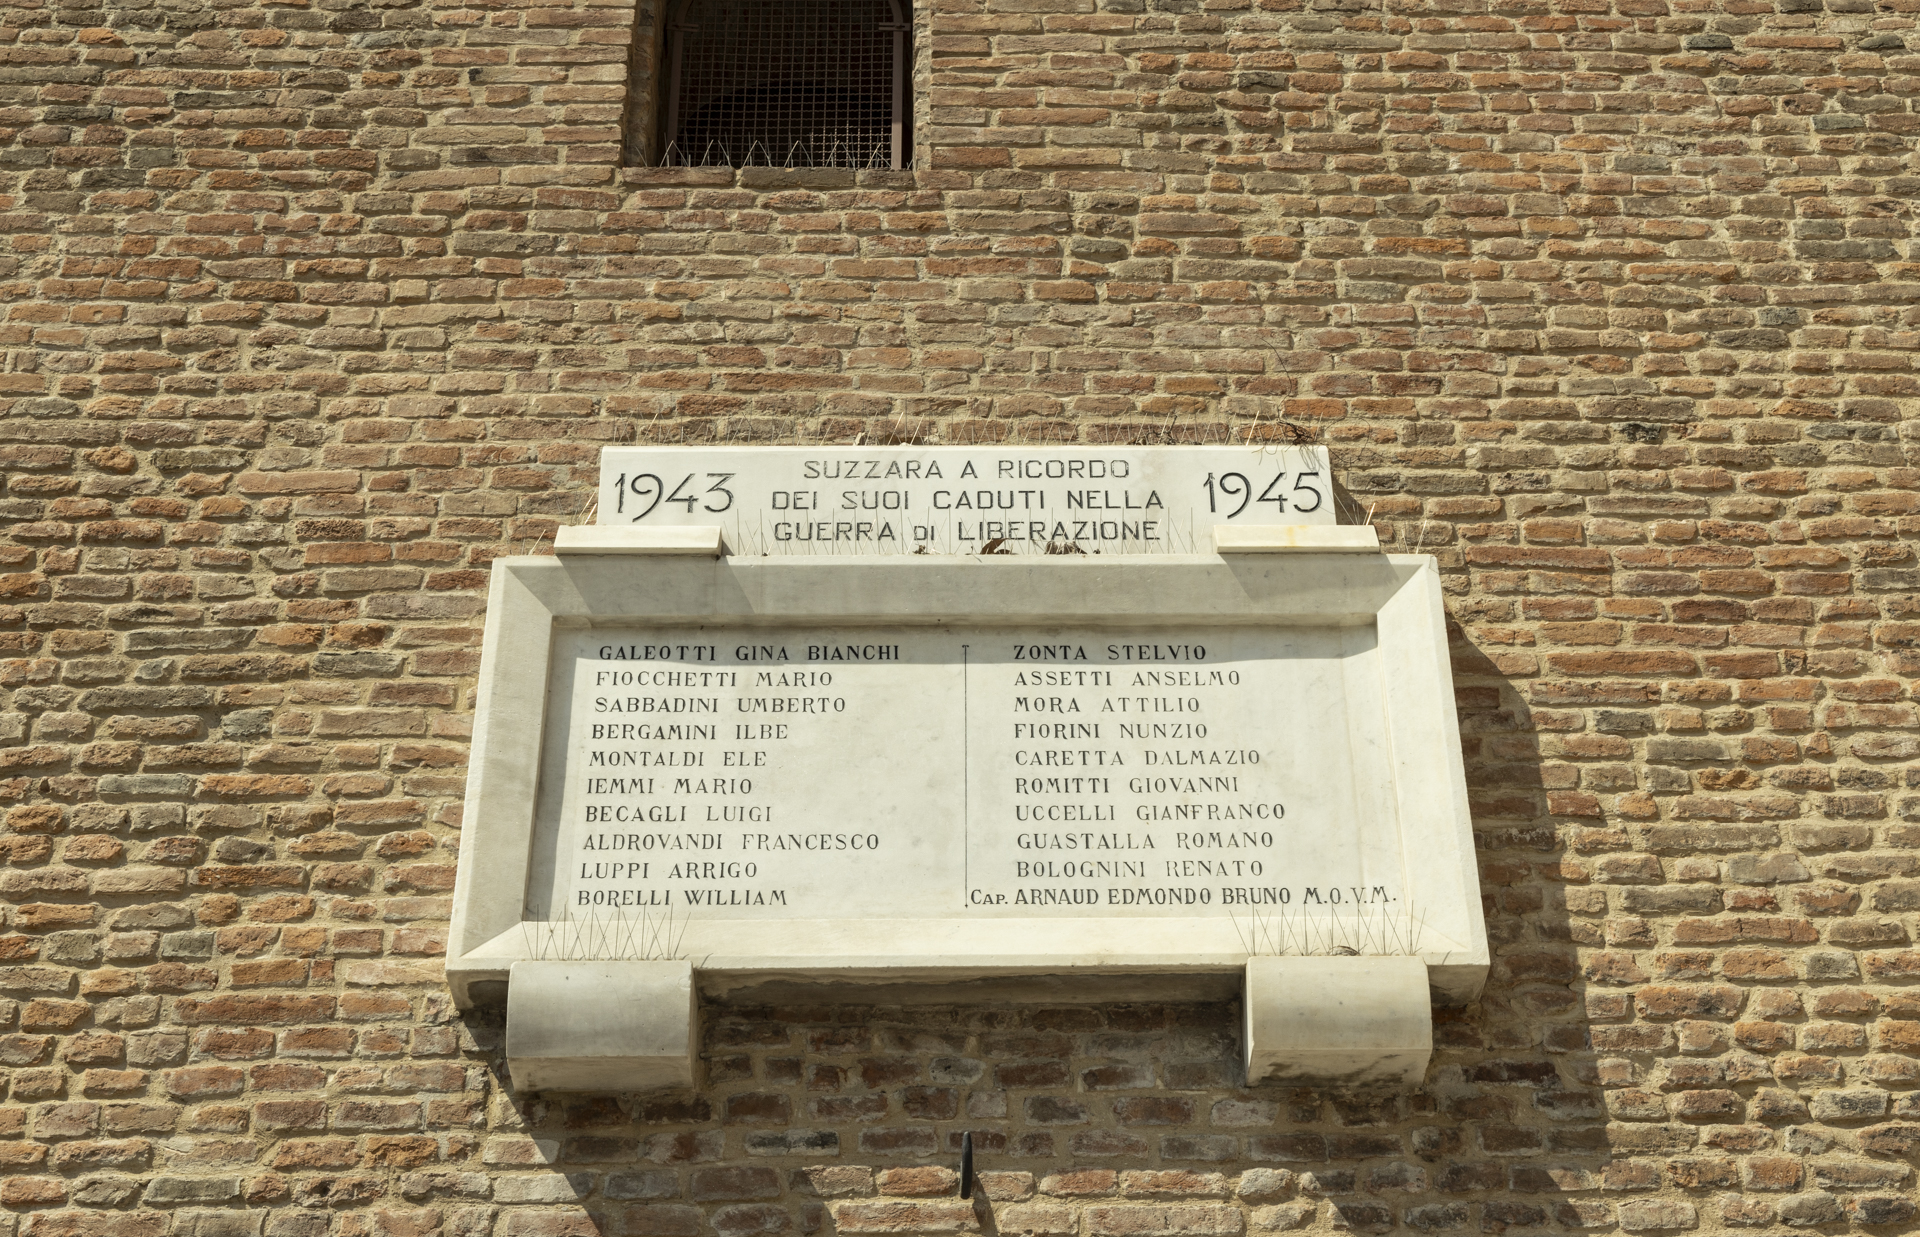 1943
SUZZARA A RICORDO
DEI SUOI CADUTI NELLA
GUERRA DI LIBERAZIONE
1945
GALEOTTI GINA BIANCHI
FIOCCHETTI MARIO
SABBADINI UMBERTO
BERGAMINI ILBE
MONTALDI ELE
IEMMI MARIO
BECAGLI LUIGI
ALDROVANDI FRANCESCO
LUPPI ARRIGO
BORELLI WILLIAM
ZONTA STELVIO
ASSETTI ANSELMO
MORA ATTILIO
FIORINI NUNZIO
CARETTA DALMAZIO
ROMITTI GIOVANNI
UCCELLI GIANFRANCO
GUASTALLA ROMANO
BOLOGNINI RENATO
CAP. ARNAUD EDMONDO BRUNO M.O.V.M.